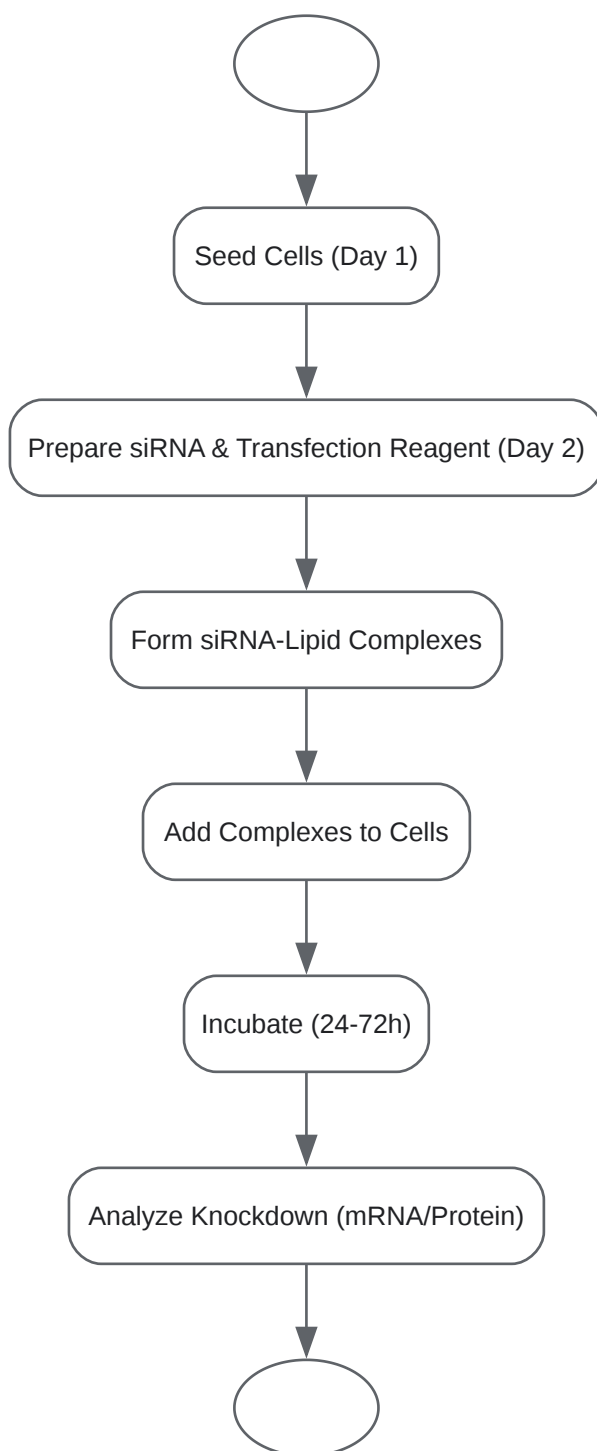 Seed Cells (Day 1)
Prepare siRNA & Transfection Reagent (Day 2)
Form siRNA-Lipid Complexes
Add Complexes to Cells
Incubate (24-72h)
Analyze Knockdown (mRNA/Protein)